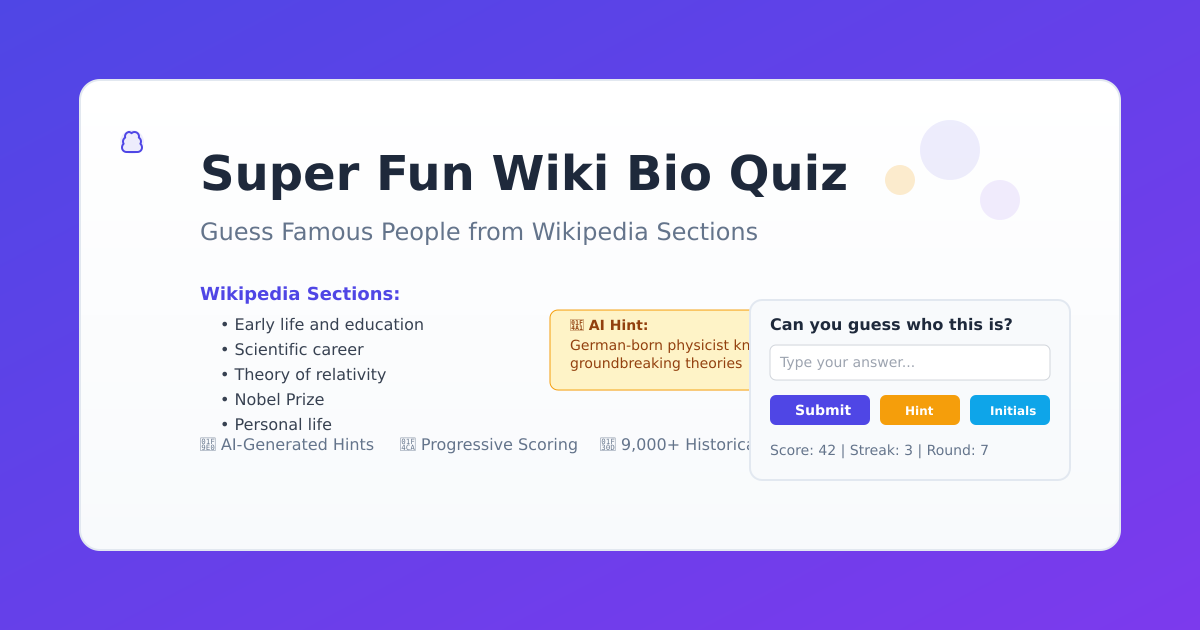 Super Fun Wiki Bio Quiz
Guess Famous People from Wikipedia Sections
Wikipedia Sections:
• Early life and education
• Scientific career
• Theory of relativity
• Nobel Prize
• Personal life
AI Hint:
German-born physicist kn
groundbreaking theories
Can you guess who this is?
Type your answer...
Submit Hint Initials
Score: 42 | Streak: 3 | Round: 7
AI-Generated Hints Progressive Scoring 9,000+ Historica